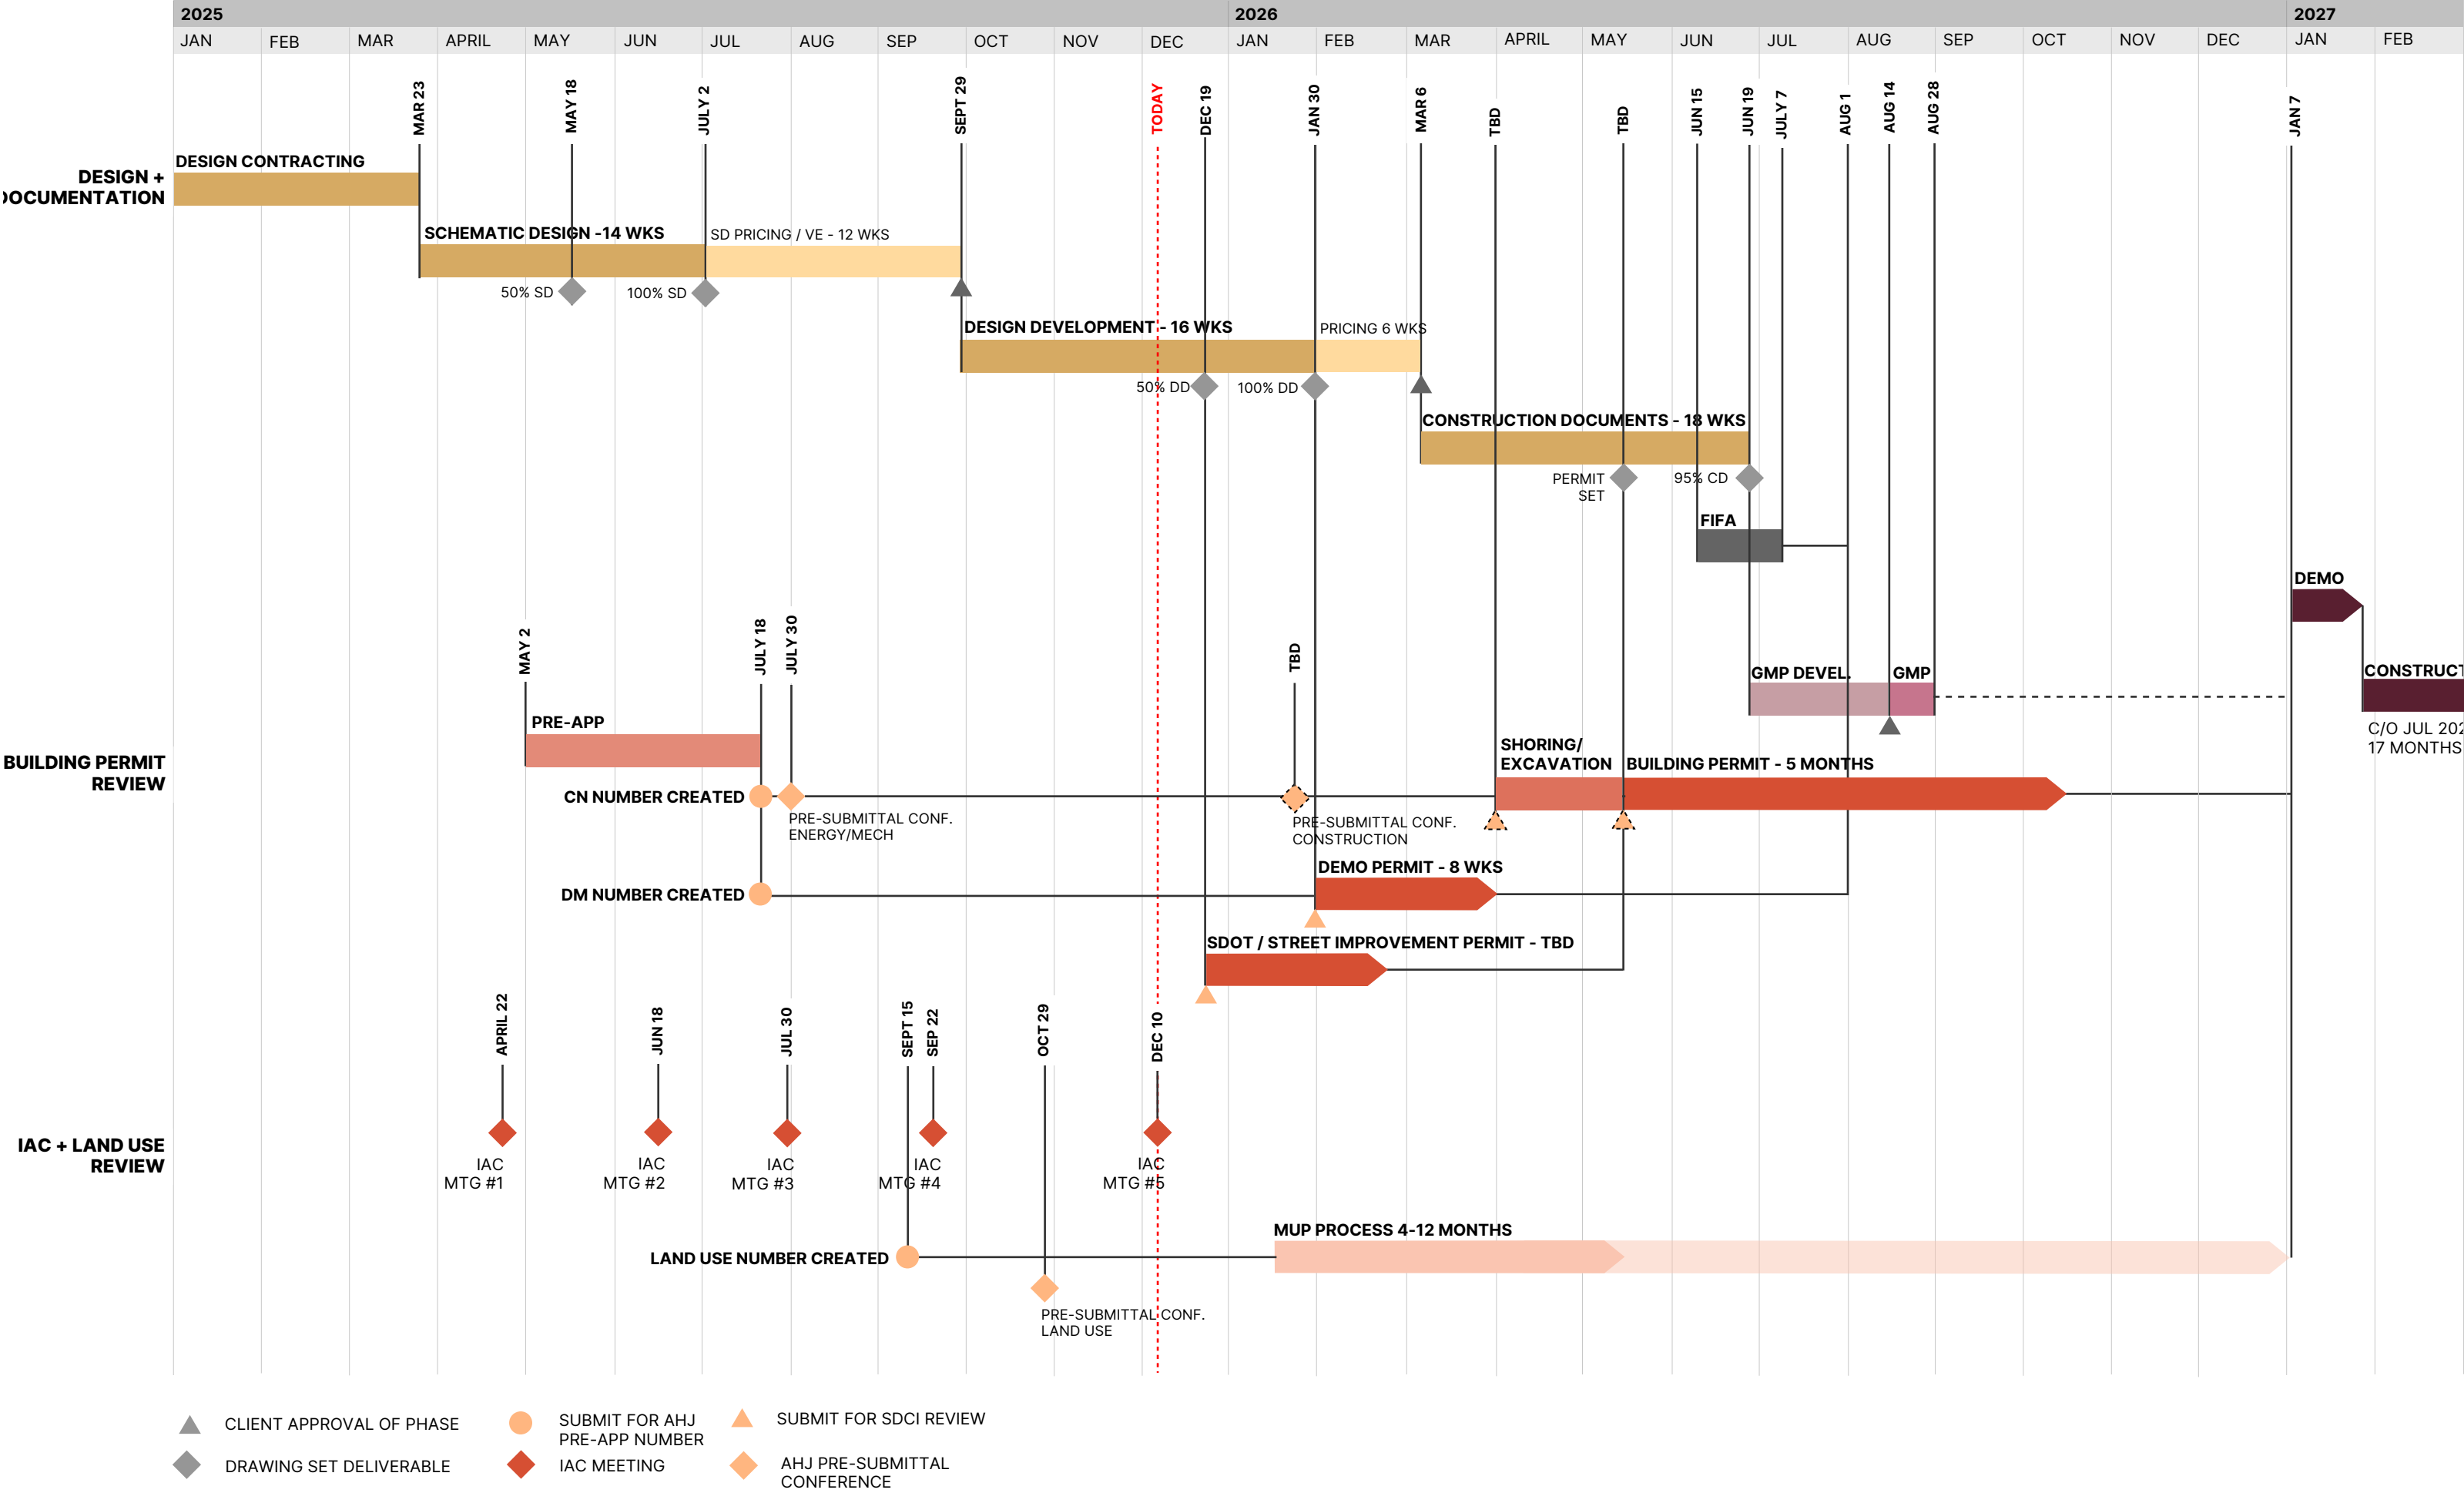 2025 2026 2027
JAN FEB MAR APRIL MAY JUN JUL AUG SEP OCT NOV DEC JAN FEB MAR APRIL MAY JUN JUL AUG SEP OCT NOV DEC JAN FEB
MAR 23
MAY 18
JULY 2
SEPT 29
TODAY
DEC 19
JAN 30
MAR 6
TBD
TBD
JUN 15
JUN 19
JULY 7
AUG 1
AUG 14
AUG 28
JAN 7
DESIGN +
DOCUMENTATION
DESIGN CONTRACTING
SCHEMATIC DESIGN -14 WKS
SD PRICING / VE - 12 WKS
50% SD
100% SD
DESIGN DEVELOPMENT - 16 WKS
PRICING 6 WKS
50% DD
100% DD
CONSTRUCTION DOCUMENTS - 18 WKS
PERMIT
SET
95% CD
FIFA
DEMO
GMP DEVEL.
GMP
CONSTRUCT
C/O JUL 202
17 MONTHS
BUILDING PERMIT
REVIEW
MAY 2
JULY 18
JULY 30
TBD
PRE-APP
CN NUMBER CREATED
PRE-SUBMITTAL CONF.
ENERGY/MECH
PRE-SUBMITTAL CONF.
CONSTRUCTION
SHORING/
EXCAVATION
BUILDING PERMIT - 5 MONTHS
DM NUMBER CREATED
DEMO PERMIT - 8 WKS
SDOT / STREET IMPROVEMENT PERMIT - TBD
IAC + LAND USE
REVIEW
APRIL 22
JUN 18
JUL 30
SEPT 15
SEP 22
OCT 29
DEC 10
IAC
MTG #1
IAC
MTG #2
IAC
MTG #3
IAC
MTG #4
IAC
MTG #5
LAND USE NUMBER CREATED
MUP PROCESS 4-12 MONTHS
PRE-SUBMITTAL CONF.
LAND USE
CLIENT APPROVAL OF PHASE
DRAWING SET DELIVERABLE
SUBMIT FOR AHJ
PRE-APP NUMBER
IAC MEETING
SUBMIT FOR SDCI REVIEW
AHJ PRE-SUBMITTAL
CONFERENCE